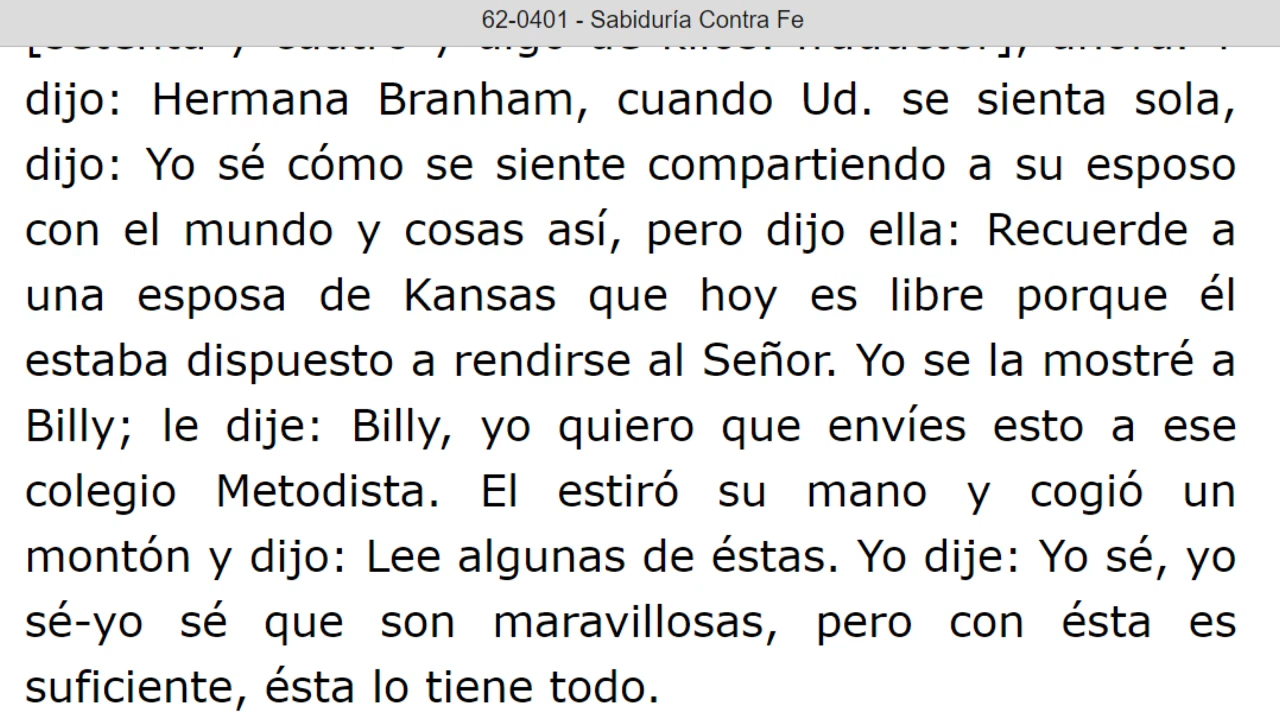 62-0401 - Sabiduría Contra Fe
dijo: Hermana Branham, cuando Ud. se sienta sola,
dijo: Yo sé cómo se siente compartiendo a su esposo
con el mundo y cosas así, pero dijo ella: Recuerde a
una esposa de Kansas que hoy es libre porque él
estaba dispuesto a rendirse al Señor. Yo se la mostré a
Billy; le dije: Billy, yo quiero que envíes esto a ese
colegio Metodista. El estiró su mano y cogió un
montón y dijo: Lee algunas de éstas. Yo dije: Yo sé, yo
sé-yo sé que son maravillosas, pero con ésta es
suficiente, ésta lo tiene todo.